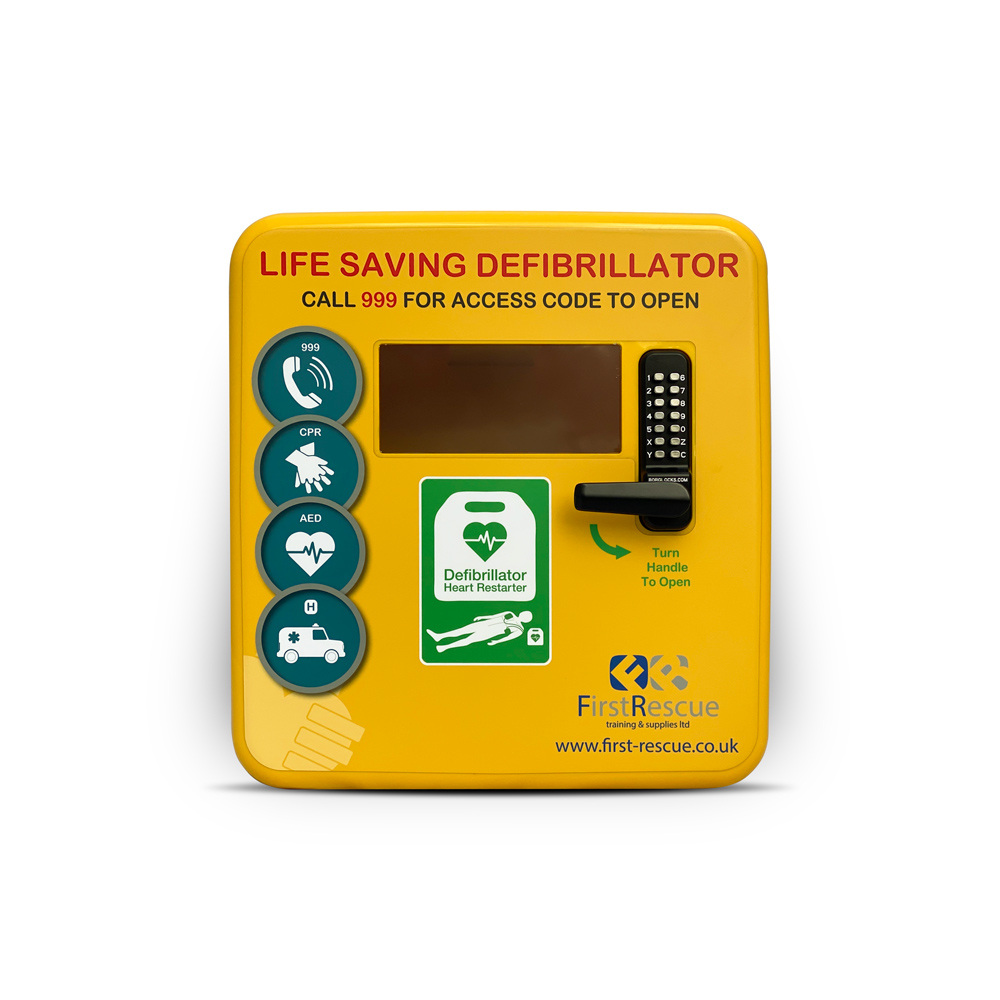 LIFE SAVING DEFIBRILLATOR
CALL 999 FOR ACCESS CODE TO OPEN
999
CPR
AED
H
1 6
2 7
3 8
4 9
5 0
X Z
Y C
BORGLOCKS.COM
Turn
Handle
To Open
Defibrillator
Heart Restarter
FirstRescue
training & supplies ltd
www.first-rescue.co.uk